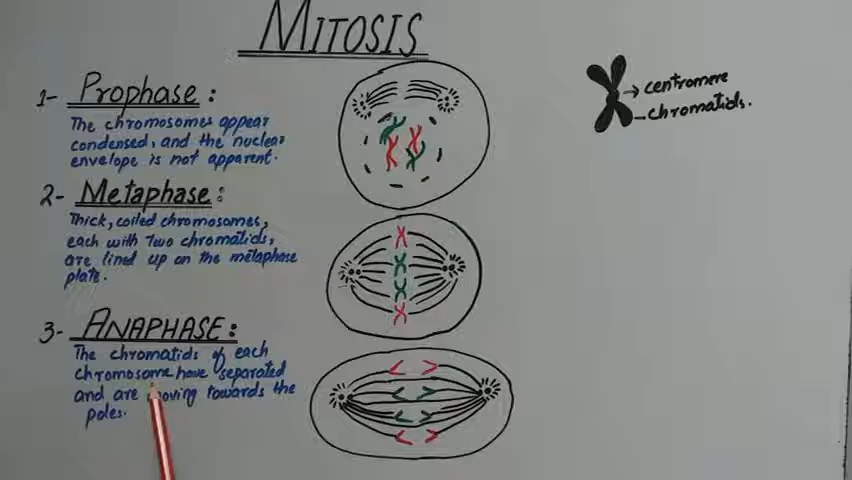 MITOSIS
1- Prophase:
The chromosomes appear
condensed, and the nuclear
envelope is not apparent.
2- Metaphase:
Thick, coiled chromosomes,
each with two chromatids,
are lined up on the metaphase
plate.
3- ANAPHASE:
The chromatids of each
chromosome have separated
and are moving towards the
poles.
centromere
chromatids.